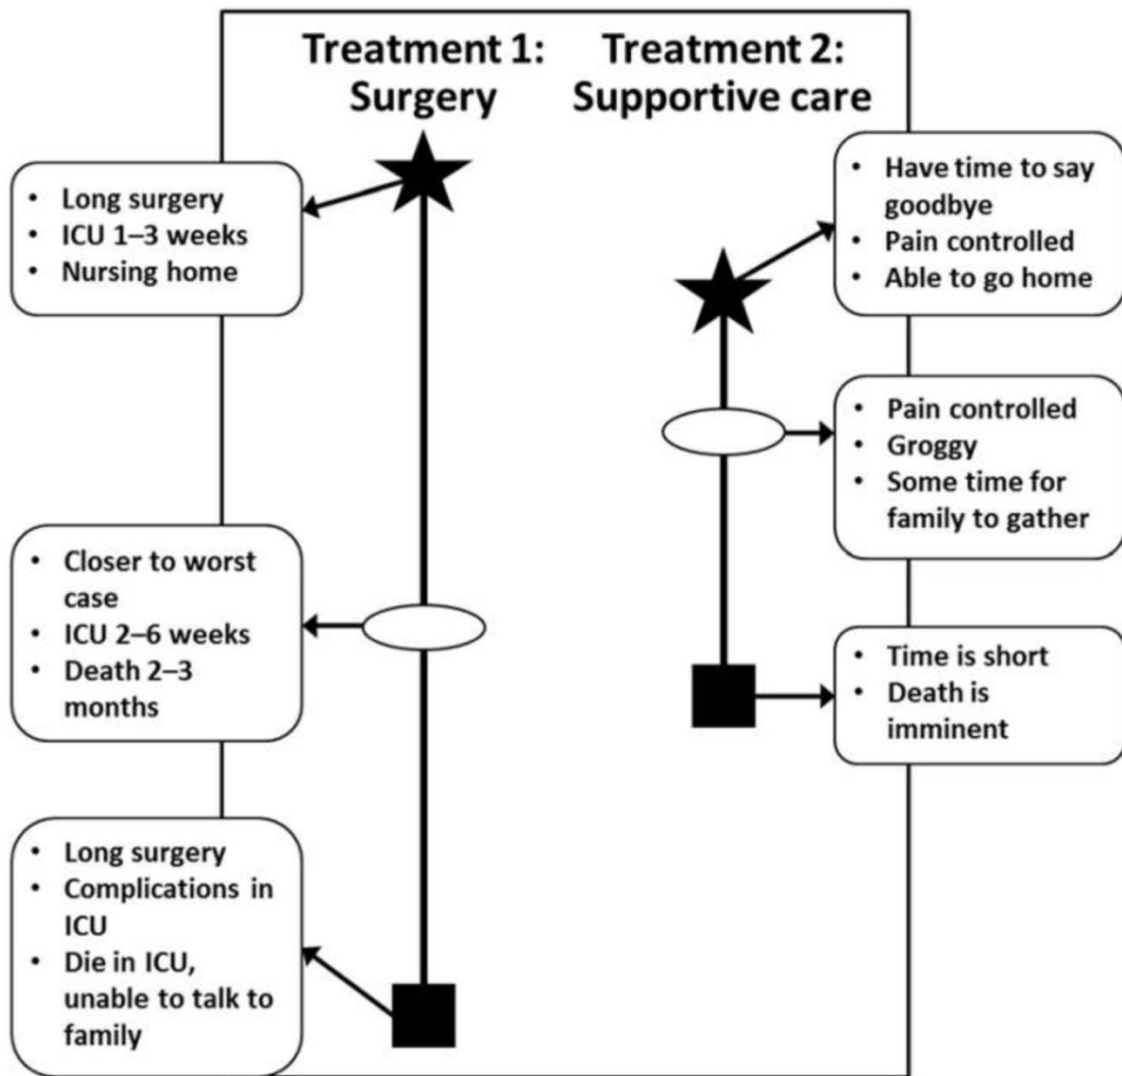 Treatment 1:
Surgery
Treatment 2:
Supportive care
• Long surgery
• ICU 1–3 weeks
• Nursing home
• Closer to worst
case
• ICU 2–6 weeks
• Death 2–3
months
• Long surgery
• Complications in
ICU
• Die in ICU,
unable to talk to
family
• Have time to say
goodbye
• Pain controlled
• Able to go home
• Pain controlled
• Groggy
• Some time for
family to gather
• Time is short
• Death is
imminent